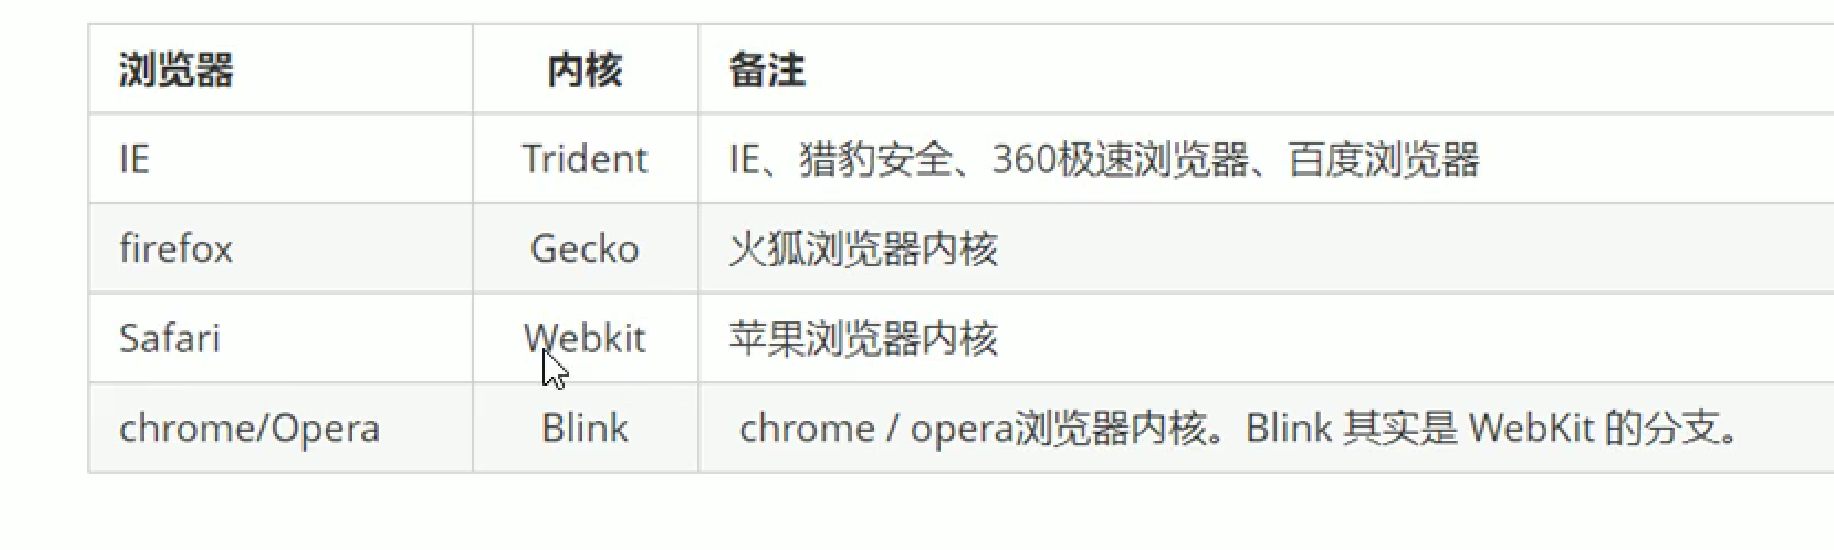 浏览器 内核 备注
IE Trident IE、猎豹安全、360极速浏览器、百度浏览器
firefox Gecko 火狐浏览器内核
Safari Webkit 苹果浏览器内核
chrome/Opera Blink chrome / opera浏览器内核。Blink 其实是 WebKit 的分支。